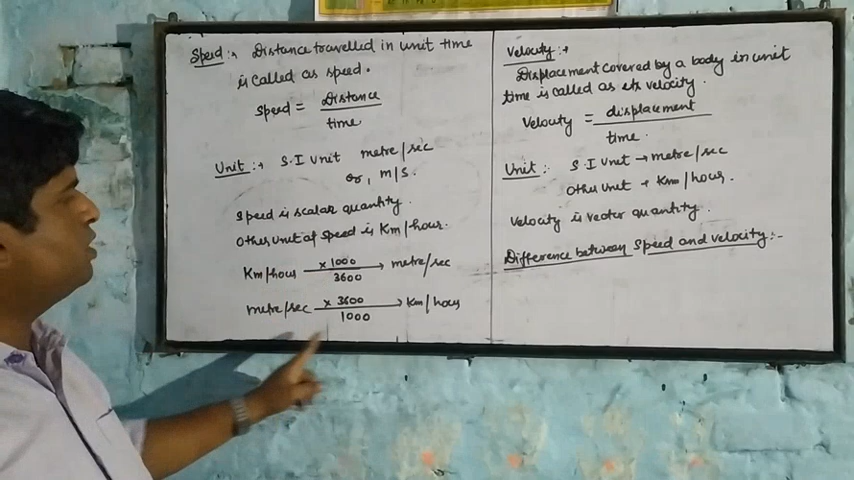 Speed :- Distance travelled in unit time
is called as speed.
Speed = Distance
time
Unit :- S.I Unit metre/sec
or, m/s.
Speed is scalar quantity.
Other unit of speed is Km/hour.
Km/hour × 1000 / 3600 → metre/sec
metre/sec × 3600 / 1000 → Km/hour
Velocity :-
Displacement covered by a body in unit
time is called as its velocity.
Velocity = displacement
time.
Unit :- S.I Unit → metre/sec
Other unit → Km/hour.
Velocity is vector quantity.
Difference between Speed and velocity :-